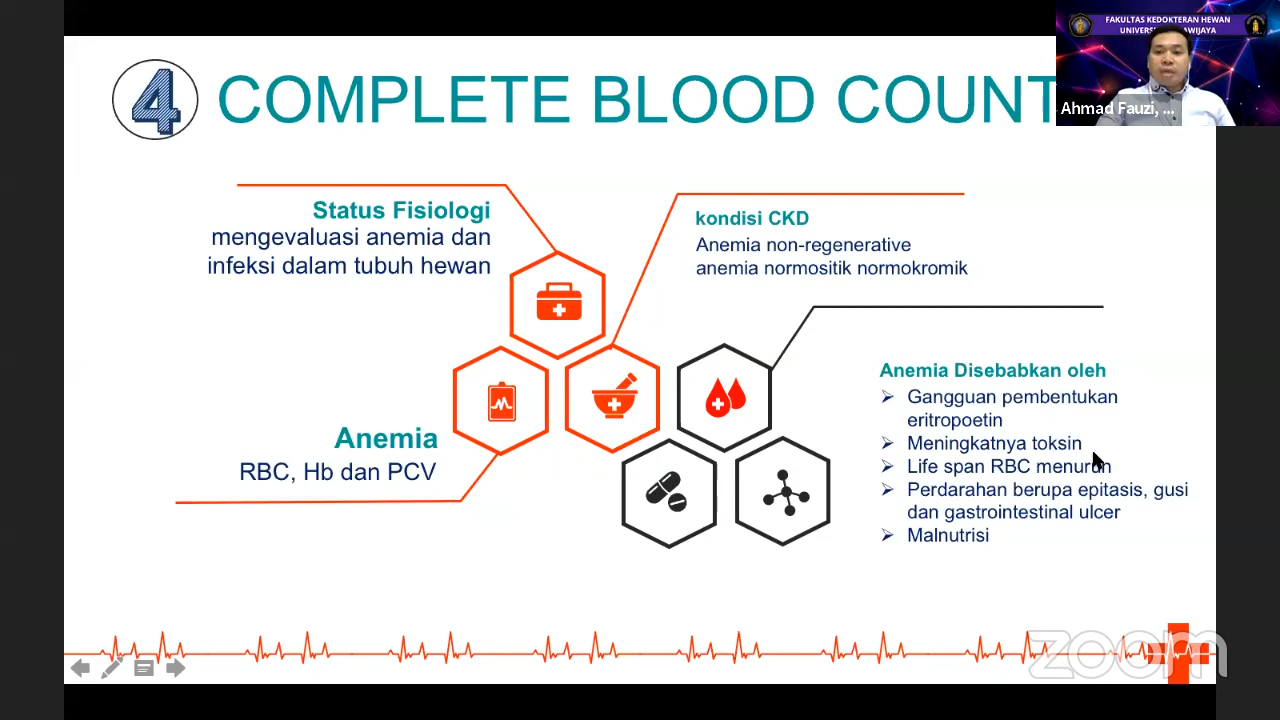 4 COMPLETE BLOOD COUNT
FAKULTAS KEDOKTERAN HEWAN
Ahmad Fauzi, ...
Status Fisiologi
mengevaluasi anemia dan
infeksi dalam tubuh hewan
kondisi CKD
Anemia non-regenerative
anemia normositik normokromik
Anemia
RBC, Hb dan PCV
Anemia Disebabkan oleh
Gangguan pembentukan
eritropoetin
Meningkatnya toksin
Life span RBC menurun
Perdarahan berupa epitasis, gusi
dan gastrointestinal ulcer
Malnutrisi
zoom